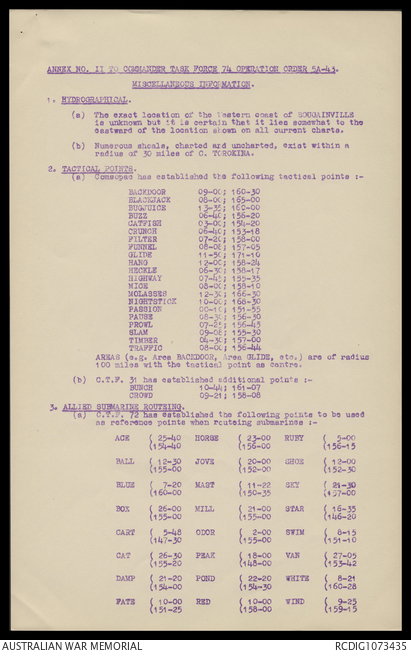 ANNEX NO. II TO COMMANDER TASK FORCE 74 OPERATION ORDER 5A-43.
MISCELLANEOUS INFORMATION.
1. HYDROGRAPHICAL.
(a) The exact location of the Western coast of BOUGAINVILLE
is unknown but it is certain that it lies somewhat to the
eastward of the location shown on all current charts.
(b) Numerous shoals, charted and uncharted, exist within a
radius of 30 miles of C. TOROKINA.
2. TACTICAL POINTS.
(a) Comsopac has established the following tactical points :-
BACKDOOR 09-00; 160-30
BLACKJACK 08-00; 165-00
BUGJUICE 13-35; 160-00
BUZZ 06-40; 156-20
CATFISH 03-00; 154-20
CRUNCH 06-40; 153-18
FILTER 07-20; 158-00
FUNNEL 08-08; 157-05
GLIDE 11-50; 171-10
HANG 12-00; 158-24
HECKLE 06-30; 158-17
HIGHWAY 07-45; 155-35
MICE 08-00; 158-10
MOLASSES 12-30; 166-30
NIGHTSTICK 10-00; 168-30
PASSION 00-10; 151-55
PAUSE 08-30; 156-30
PROWL 07-25; 156-45
SLAM 09-08; 155-30
TIMBER 04-30; 157-00
TRAFFIC 08-00; 156-44
AREAS (e.g. Area BACKDOOR, Area GLIDE, etc.) are of radius
100 miles with the tactical point as centre.
(b) C.T.F. 31 has established additional points :-
BUNCH 10-44; 161-07
CROWD 09-21; 158-08
3. ALLIED SUBMARINE ROUTEING.
(a) C.T.F. 72 has established the following points to be used
as reference points when routeing submarines :-
ACE ( 25-40 HORSE ( 23-00 RUBY ( 5-00
(154-40 (156-00 (156-15
BALL ( 12-30 JOVE ( 20-00 SHOE ( 12-00
(155-00 (152-00 (152-30
BLUE ( 7-20 MAST ( 11-22 SKY ( 21-30
(160-00 (150-35 (157-00
BOX ( 26-00 MILL ( 21-00 STAR ( 16-35
(155-00 (155-00 (146-20
CART ( 5-48 ODOR ( 2-00 SWIM ( 8-15
(147-30 (155-00 (151-10
CAT ( 26-30 PEAK ( 18-00 VAN ( 27-05
(155-20 (148-00 (153-42
DAMP ( 21-20 POND ( 22-20 WHITE ( 8-21
(154-00 (154-30 (160-28
FATE ( 10-00 RED ( 10-00 WIND ( 9-25
(151-25 (158-00 (159-15
AUSTRALIAN WAR MEMORIAL RCDIG1073435